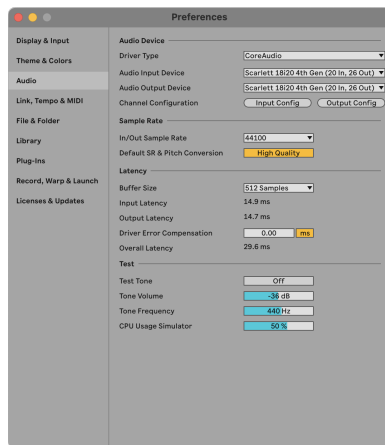 Preferences
Display & Input
Theme & Colors
Audio
Link, Tempo & MIDI
File & Folder
Library
Plug-Ins
Record, Warp & Launch
Licenses & Updates
Audio Device
Driver Type CoreAudio
Audio Input Device Scarlett 18i20 4th Gen (20 In, 26 Out)
Audio Output Device Scarlett 18i20 4th Gen (20 In, 26 Out)
Channel Configuration Input Config Output Config
Sample Rate
In/Out Sample Rate 44100
Default SR & Pitch Conversion High Quality
Latency
Buffer Size 512 Samples
Input Latency 14.9 ms
Output Latency 14.7 ms
Driver Error Compensation 0.00 ms
Overall Latency 29.6 ms
Test
Test Tone Off
Tone Volume -36 dB
Tone Frequency 440 Hz
CPU Usage Simulator 50 %